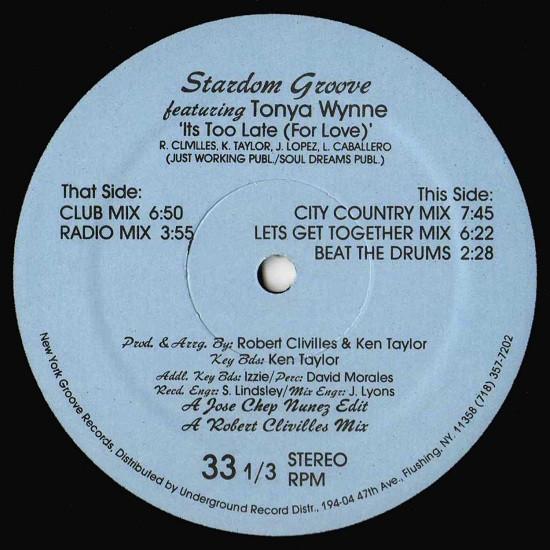 Stardom Groove
featuring Tonya Wynne
'Its Too Late (For Love)'
R. CLMLLES, K. TAYLOR, J. LOPEZ, L. CABALLERO
(JUST WORKING PUBL./SOUL DREAMS PUBL.)
That Side:
CLUB MIX 6:50
RADIO MIX 3:55
This Side:
CITY COUNTRY MIX 7:45
LETS GET TOGETHER MIX 6:22
BEAT THE DRUMS 2:28
Prod. & Arrg. By: Robert Clivilles & Ken Taylor
Key Bds: Ken Taylor
Addl. Key Bds: Izzie/Perc: David Morales
Recd. Engr: S. Lindsley/Mix Engr: J. Lyons
A Jose Chep Nunez Edit
A Robert Clivilles Mix
33 1/3 STEREO
RPM
New York Groove Records, Distributed by Underground Record Distr., 194-04 47th Ave., Flushing, NY. 11358 (718) 357-7202